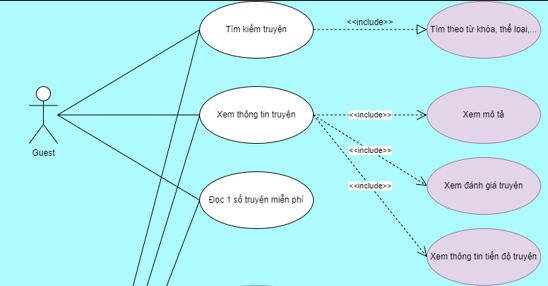 Tìm kiếm truyện
<<include>>
Tìm theo từ khóa, thể loại,...
Guest
Xem thông tin truyện
<<include>>
Xem mô tả
<<include>>
Xem đánh giá truyện
<<include>>
Đọc 1 số truyện miễn phí
Xem thông tin tiến độ truyện